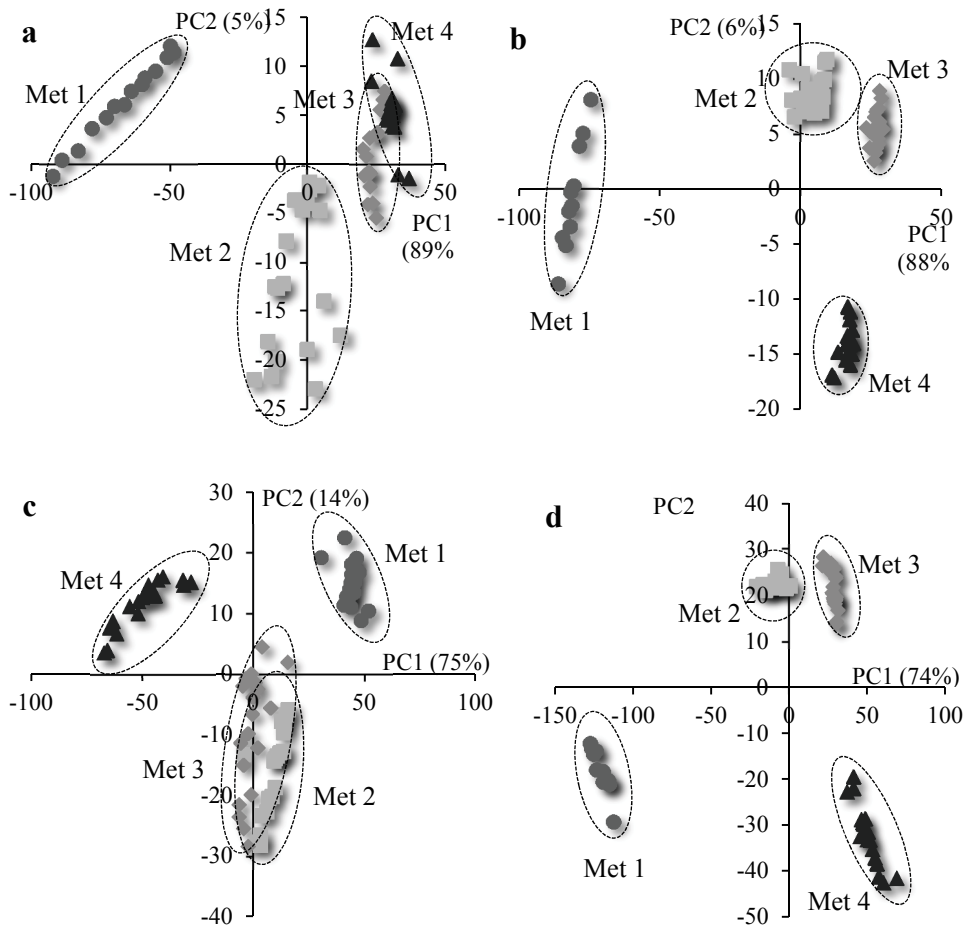 a
PC2 (5%)
15
10
5
0
-5
-10
-15
-20
-25
-100
-50
0
50
PC1
(89%
Met 1
Met 2
Met 3
Met 4
b
PC2 (6%)
15
10
5
0
-5
-10
-15
-20
-100
-50
0
50
PC1
(88%
Met 1
Met 2
Met 3
Met 4
c
PC2 (14%)
30
20
10
0
-10
-20
-30
-40
-100
-50
0
50
100
PC1 (75%)
Met 4
Met 1
Met 3
Met 2
d
PC2
40
30
20
10
0
-10
-20
-30
-40
-50
-150
-100
-50
0
50
100
PC1 (74%)
Met 2
Met 3
Met 1
Met 4